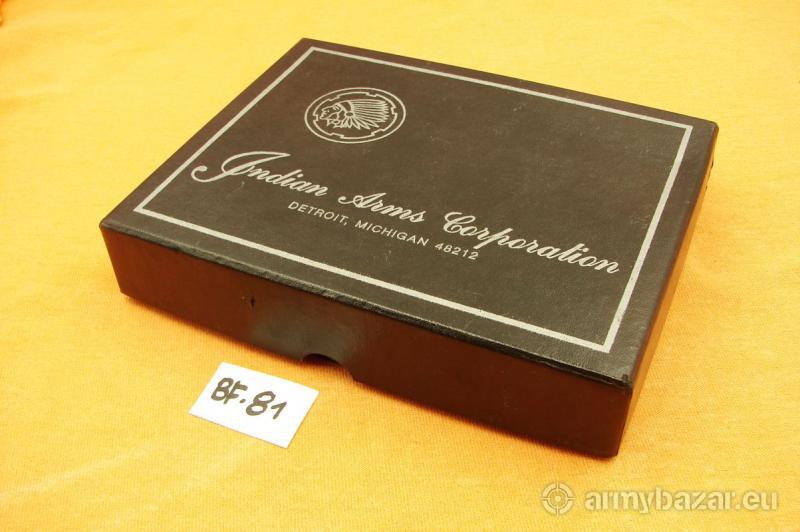 Indian Arms Corporation
DETROIT, MICHIGAN 48212
BF.81
armybazar.eu